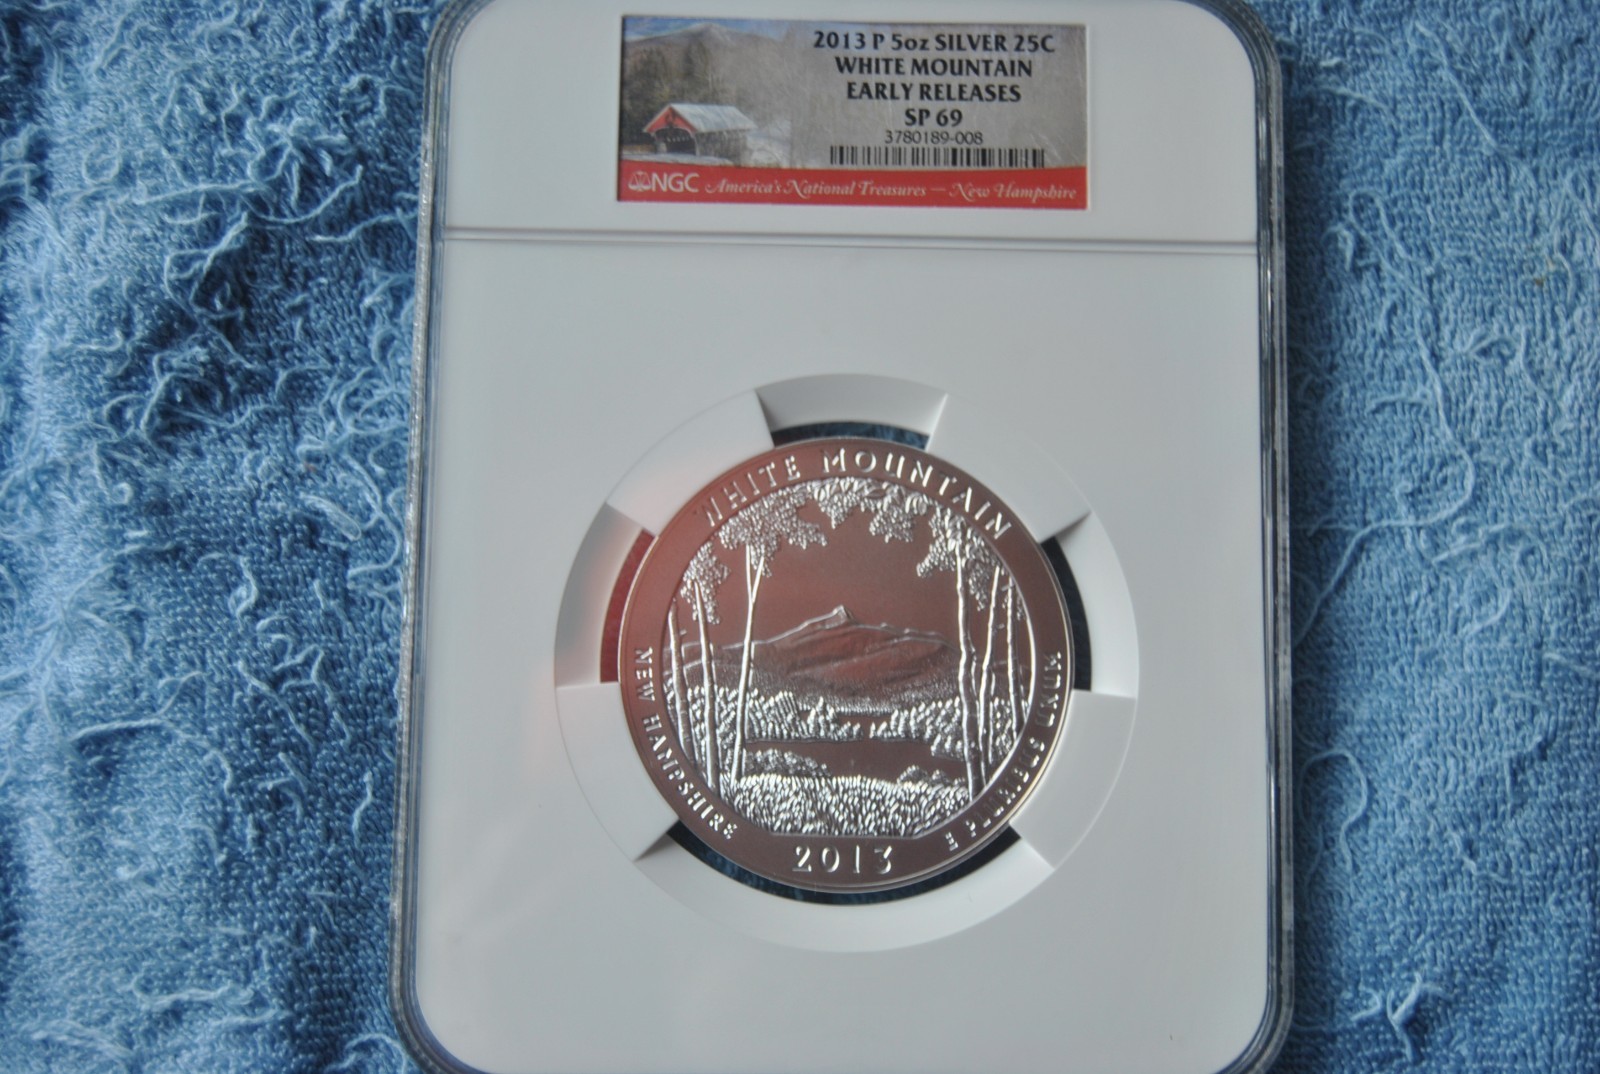 2013 P 5oz SILVER 25C
WHITE MOUNTAIN
EARLY RELEASES
SP 69
3780189-008
NGC America's National Treasures — New Hampshire
WHITE MOUNTAIN
NEW HAMPSHIRE
2013
E PLURIBUS UNUM